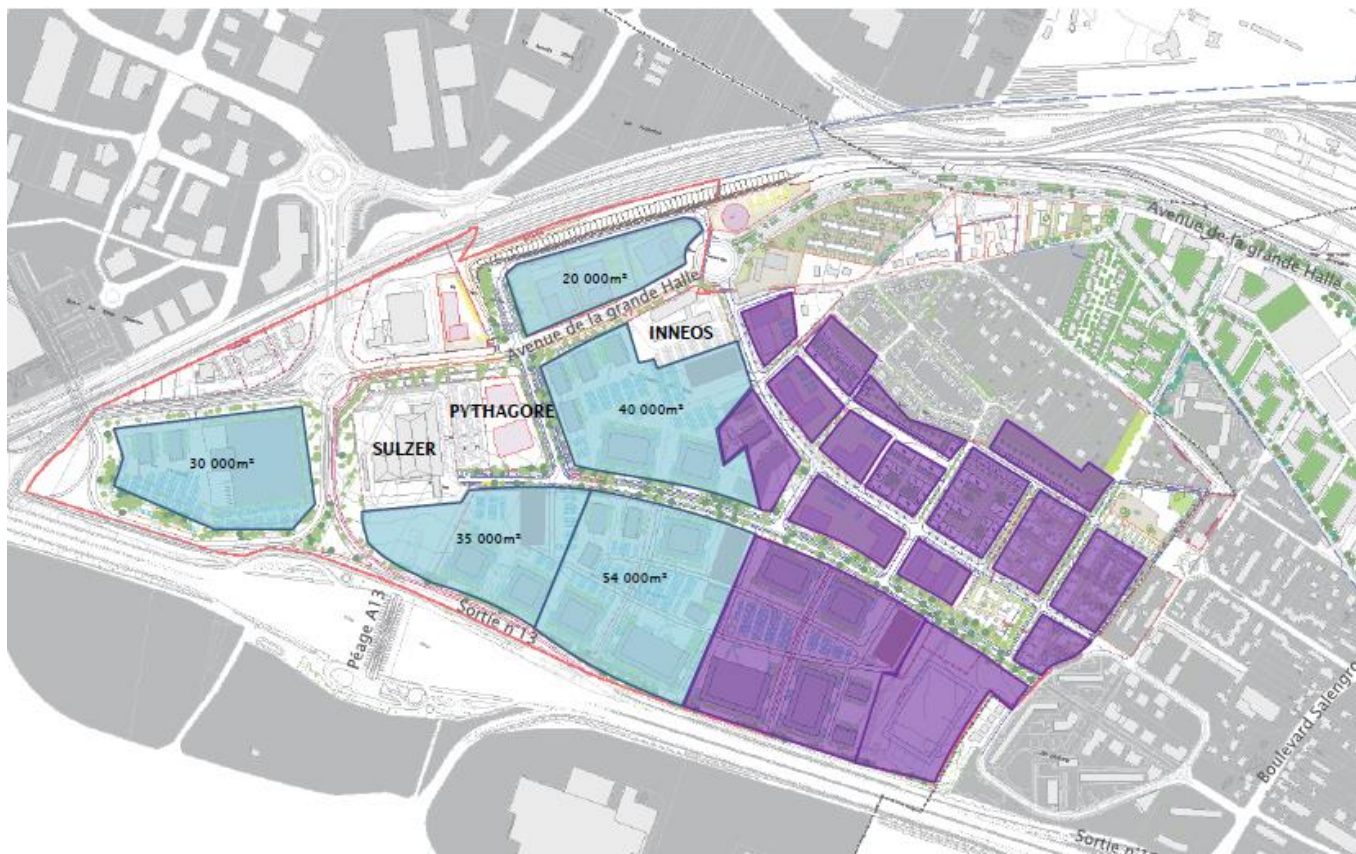 Avenue de la grande Halle
20 000m²
Avenue de la grande Halle
INNEOS
PYTHAGORE
40 000m²
SULZER
30 000m²
35 000m²
54 000m²
Sortie n°13
Péage A13
Boulevard Salengro
Sortie n°